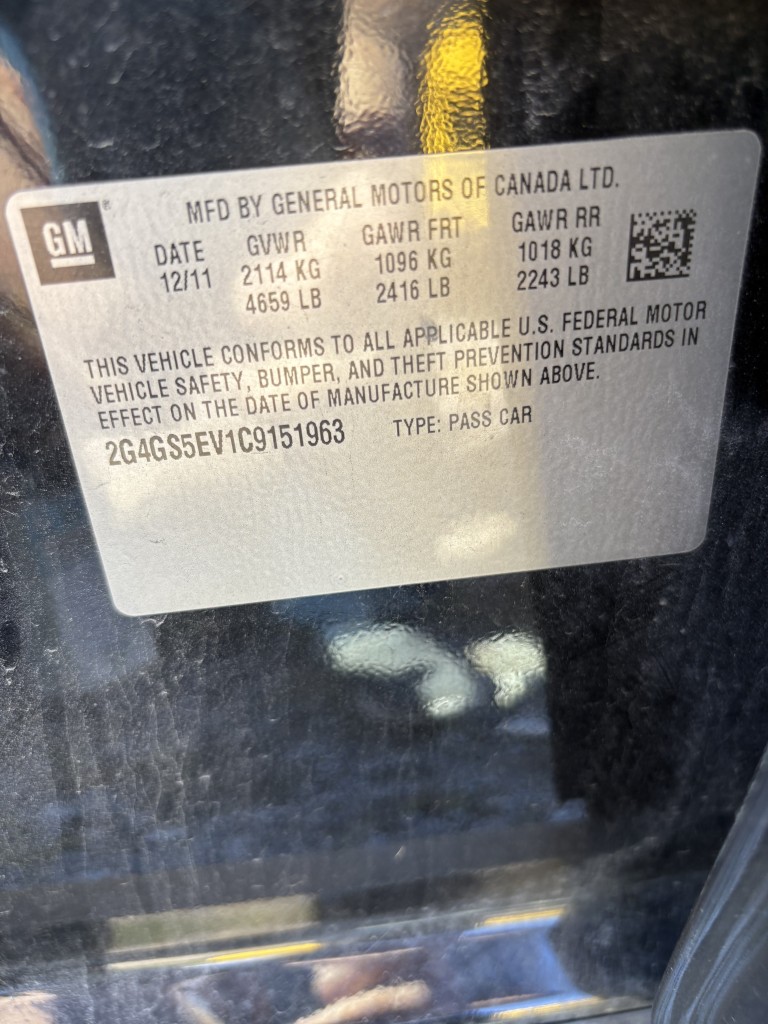 GM®
MFD BY GENERAL MOTORS OF CANADA LTD.
DATE GVWR GAWR FRT GAWR RR
12/11 2114 KG 1096 KG 1018 KG
4659 LB 2416 LB 2243 LB
THIS VEHICLE CONFORMS TO ALL APPLICABLE U.S. FEDERAL MOTOR
VEHICLE SAFETY, BUMPER, AND THEFT PREVENTION STANDARDS IN
EFFECT ON THE DATE OF MANUFACTURE SHOWN ABOVE.
2G4GS5EV1C9151963 TYPE: PASS CAR